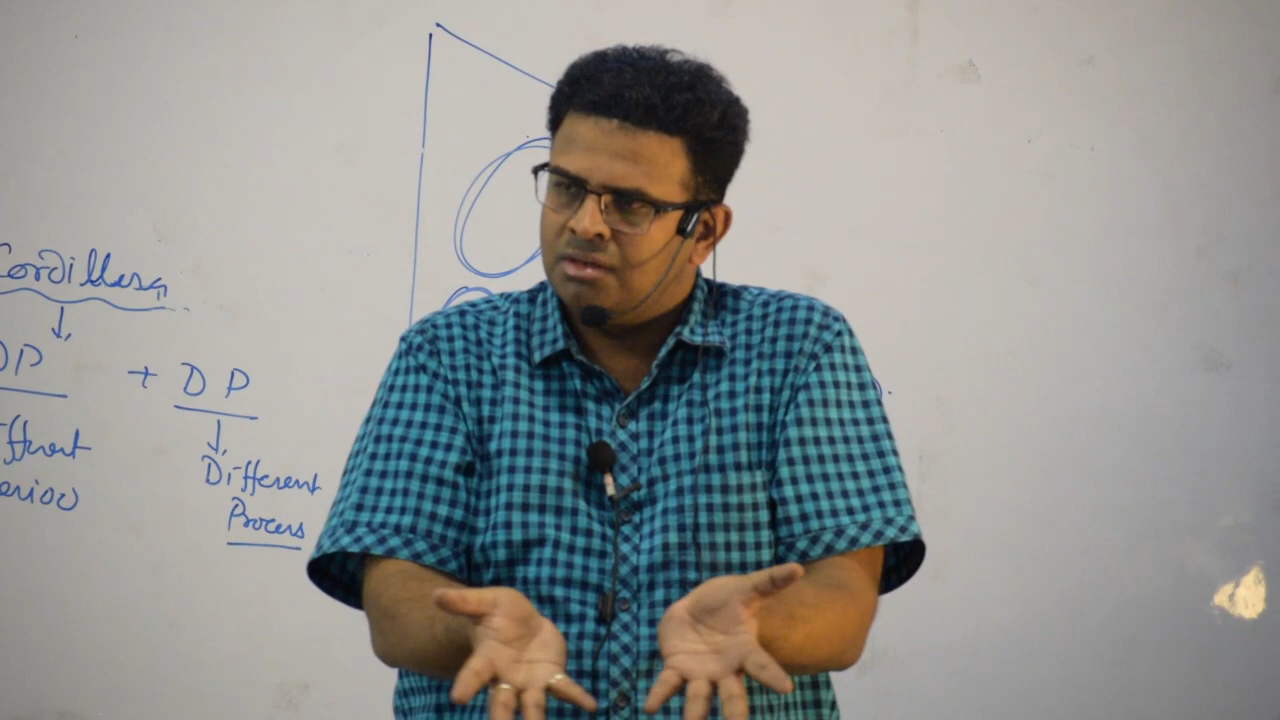 Cordillera
↓
DP + DP
↓
fferent Different
eriod Process